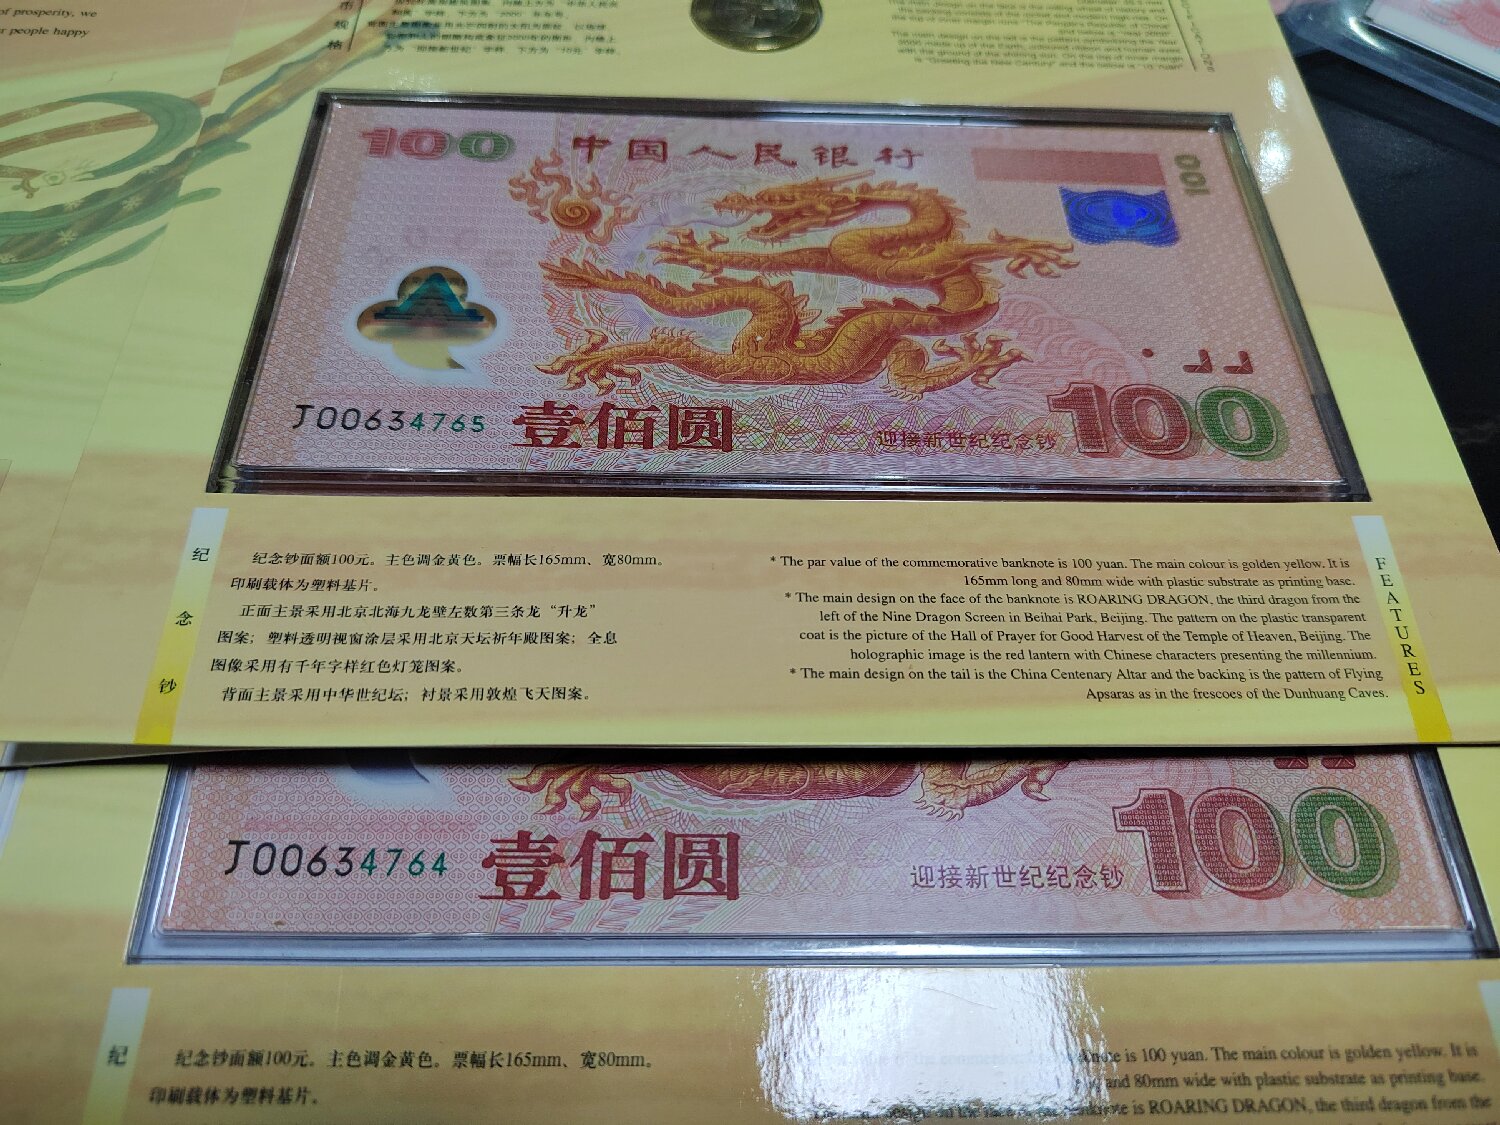 of prosperity, we
people happy
币
规
格
100
中国人民银行
100
J00634765
壹佰圆
迎接新世纪纪念钞
100
纪
念
钞
纪念钞面额100元。主色调金黄色。票幅长165mm、宽80mm。
印刷载体为塑料基片。
正面主景采用北京北海九龙壁左数第三条龙“升龙”
图案；塑料透明视窗涂层采用北京天坛祈年殿图案；全息
图像采用有千年字样红色灯笼图案。
背面主景采用中华世纪坛；衬景采用敦煌飞天图案。
* The par value of the commemorative banknote is 100 yuan. The main colour is golden yellow. It is
165mm long and 80mm wide with plastic substrate as printing base.
* The main design on the face of the banknote is ROARING DRAGON, the third dragon from the
left of the Nine Dragon Screen in Beihai Park, Beijing. The pattern on the plastic transparent
coat is the picture of the Hall of Prayer for Good Harvest of the Temple of Heaven, Beijing. The
holographic image is the red lantern with Chinese characters presenting the millennium.
* The main design on the tail is the China Centenary Altar and the backing is the pattern of Flying
Apsaras as in the frescoes of the Dunhuang Caves.
FEATURES
J00634764
壹佰圆
迎接新世纪纪念钞
100
纪
纪念钞面额100元。主色调金黄色。票幅长165mm、宽80mm。
印刷载体为塑料基片。
is 100 yuan. The main colour is golden yellow. It is
and 80mm wide with plastic substrate as printing base.
is ROARING DRAGON, the third dragon from the